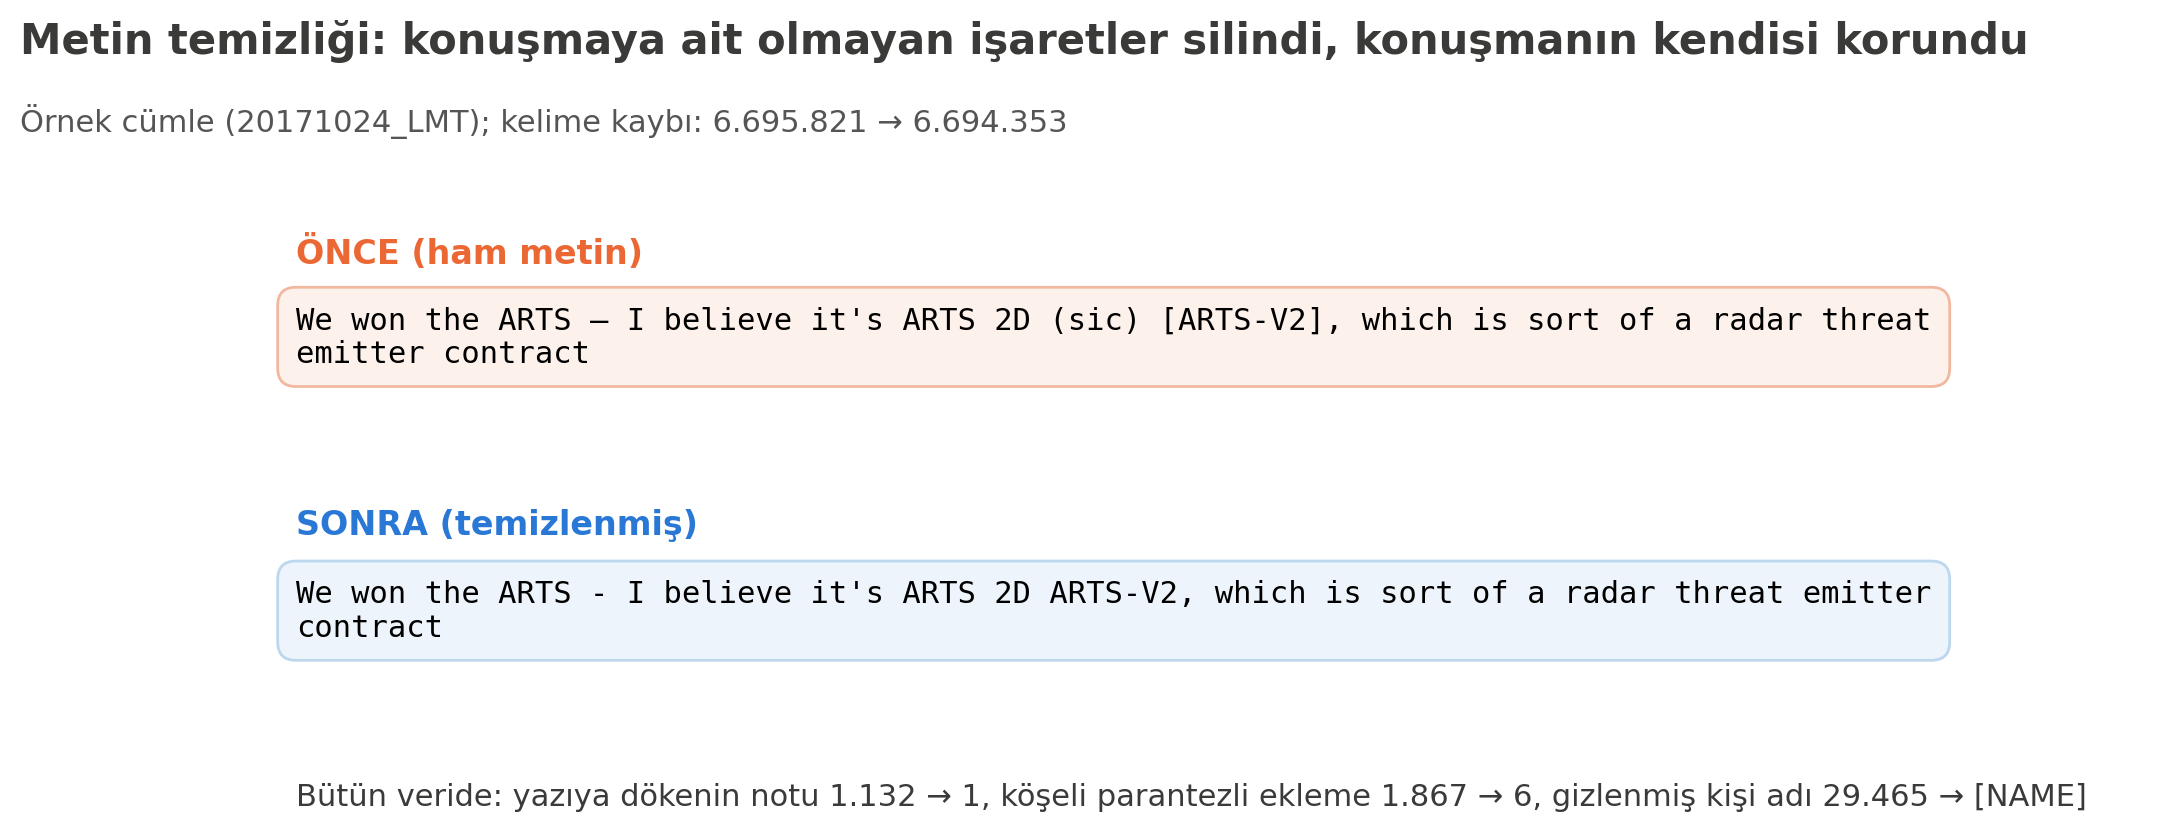 Metin temizliği: konuşmaya ait olmayan işaretler silindi, konuşmanın kendisi korundu
Örnek cümle (20171024_LMT); kelime kaybı: 6.695.821 → 6.694.353
ÖNCE (ham metin)
We won the ARTS — I believe it's ARTS 2D (sic) [ARTS-V2], which is sort of a radar threat
emitter contract
SONRA (temizlenmiş)
We won the ARTS - I believe it's ARTS 2D ARTS-V2, which is sort of a radar threat emitter
contract
Bütün veride: yazıya dökenin notu 1.132 → 1, köşeli parantezli ekleme 1.867 → 6, gizlenmiş kişi adı 29.465 → [NAME]